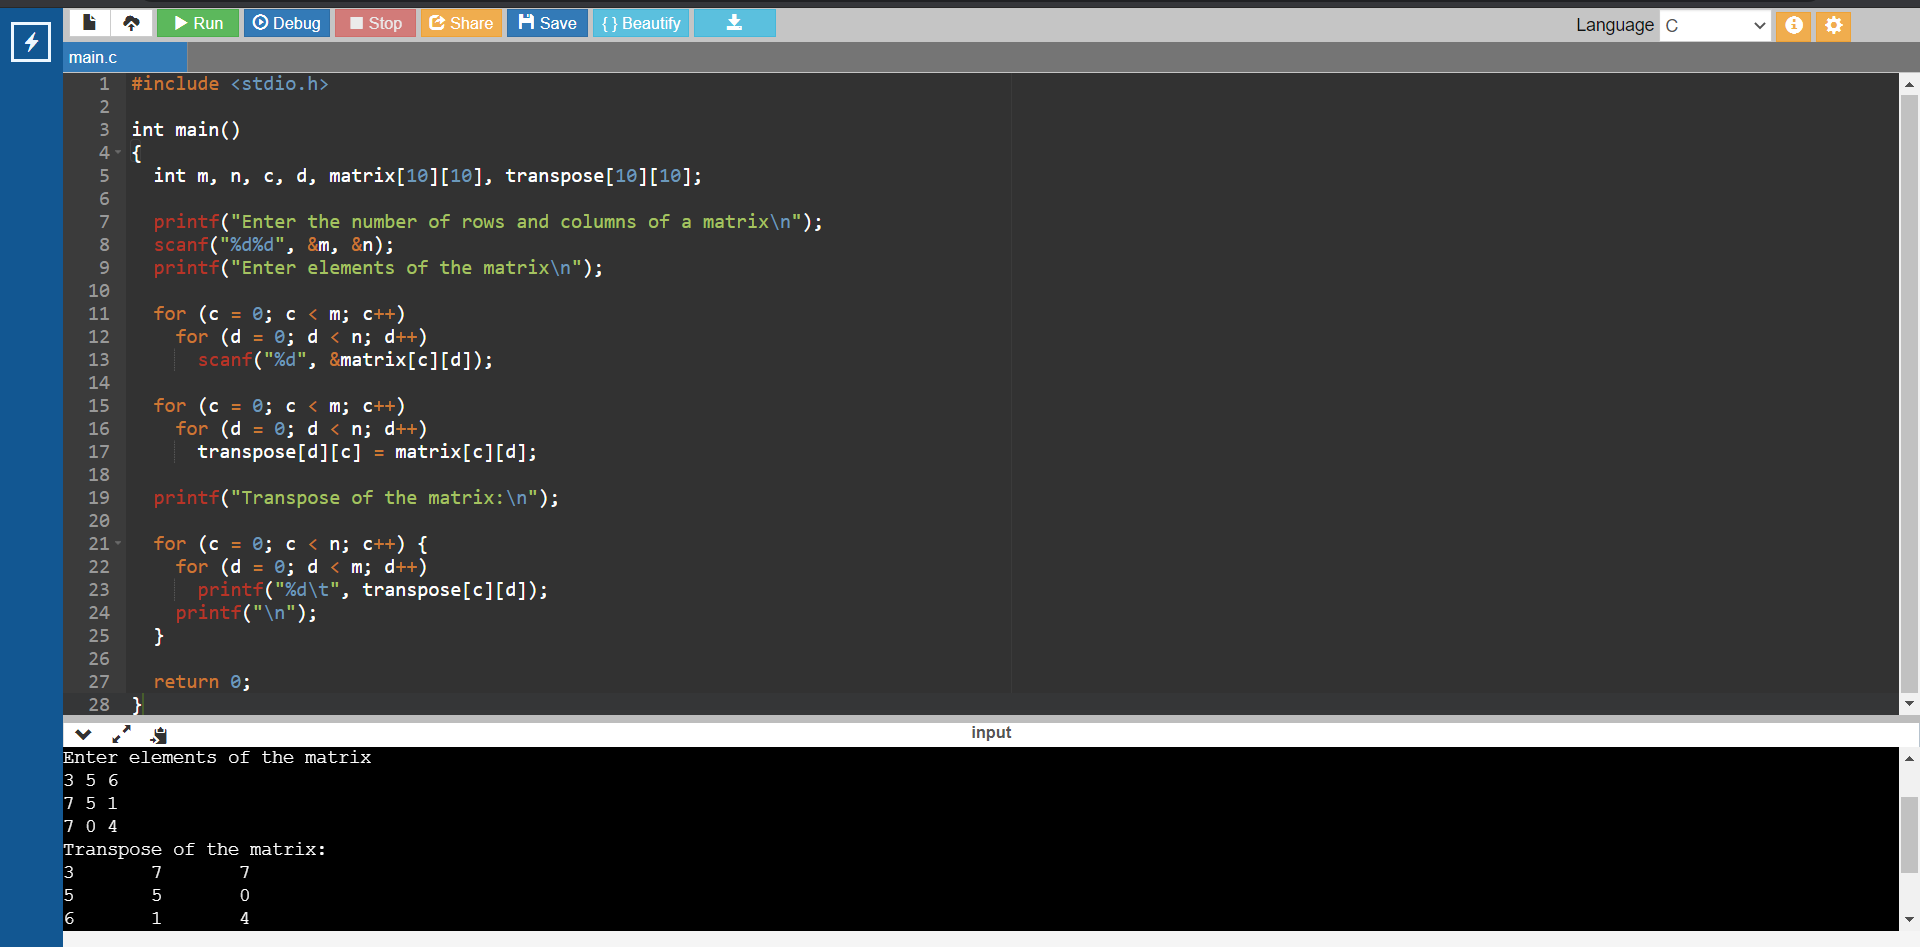 Run Debug Stop Share Save { } Beautify Language C
main.c
1 #include <stdio.h>
2
3 int main()
4 {
5   int m, n, c, d, matrix[10][10], transpose[10][10];
6
7   printf("Enter the number of rows and columns of a matrix\n");
8   scanf("%d%d", &m, &n);
9   printf("Enter elements of the matrix\n");
10
11   for (c = 0; c < m; c++)
12     for (d = 0; d < n; d++)
13       scanf("%d", &matrix[c][d]);
14
15   for (c = 0; c < m; c++)
16     for (d = 0; d < n; d++)
17       transpose[d][c] = matrix[c][d];
18
19   printf("Transpose of the matrix:\n");
20
21   for (c = 0; c < n; c++) {
22     for (d = 0; d < m; d++)
23       printf("%d\t", transpose[c][d]);
24     printf("\n");
25   }
26
27   return 0;
28 }
input
Enter elements of the matrix
3 5 6
7 5 1
7 0 4
Transpose of the matrix:
3       7       7
5       5       0
6       1       4